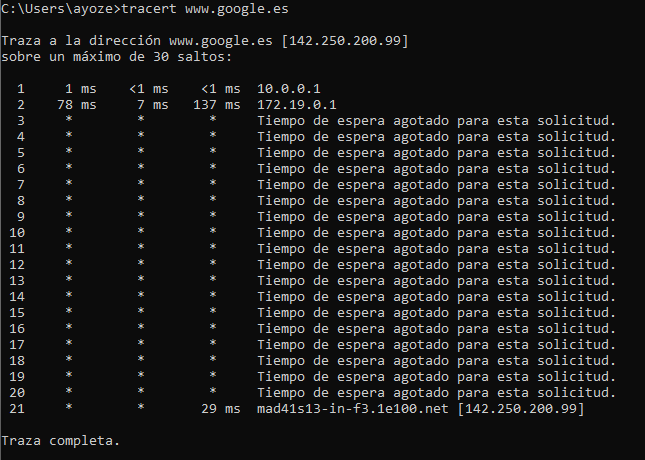 C:\Users\ayoze>tracert www.google.es
Traza a la dirección www.google.es [142.250.200.99]
sobre un máximo de 30 saltos:
1 1 ms <1 ms <1 ms 10.0.0.1
2 78 ms 7 ms 137 ms 172.19.0.1
3 * * * Tiempo de espera agotado para esta solicitud.
4 * * * Tiempo de espera agotado para esta solicitud.
5 * * * Tiempo de espera agotado para esta solicitud.
6 * * * Tiempo de espera agotado para esta solicitud.
7 * * * Tiempo de espera agotado para esta solicitud.
8 * * * Tiempo de espera agotado para esta solicitud.
9 * * * Tiempo de espera agotado para esta solicitud.
10 * * * Tiempo de espera agotado para esta solicitud.
11 * * * Tiempo de espera agotado para esta solicitud.
12 * * * Tiempo de espera agotado para esta solicitud.
13 * * * Tiempo de espera agotado para esta solicitud.
14 * * * Tiempo de espera agotado para esta solicitud.
15 * * * Tiempo de espera agotado para esta solicitud.
16 * * * Tiempo de espera agotado para esta solicitud.
17 * * * Tiempo de espera agotado para esta solicitud.
18 * * * Tiempo de espera agotado para esta solicitud.
19 * * * Tiempo de espera agotado para esta solicitud.
20 * * * Tiempo de espera agotado para esta solicitud.
21 * * 29 ms mad41s13-in-f3.1e100.net [142.250.200.99]
Traza completa.